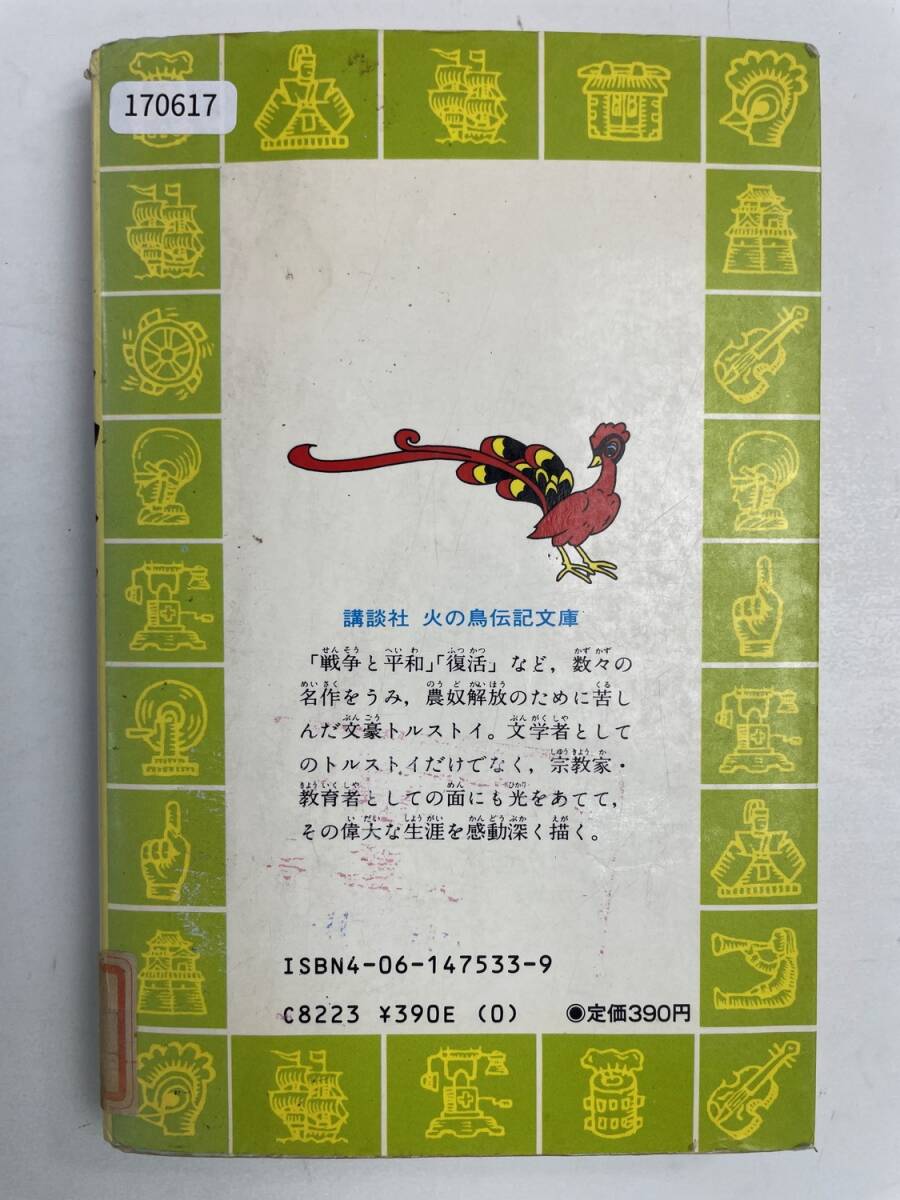 170617
講談社 火の鳥伝記文庫
「戦争と平和」「復活」など，数々の
名作をうみ，農奴解放のために苦し
んだ文豪トルストイ。文学者として
のトルストイだけでなく，宗教家・
教育者としての面にも光をあてて，
その偉大な生涯を感動深く描く。
ISBN4-06-147533-9
C8223 ¥390E (0) ●定価390円